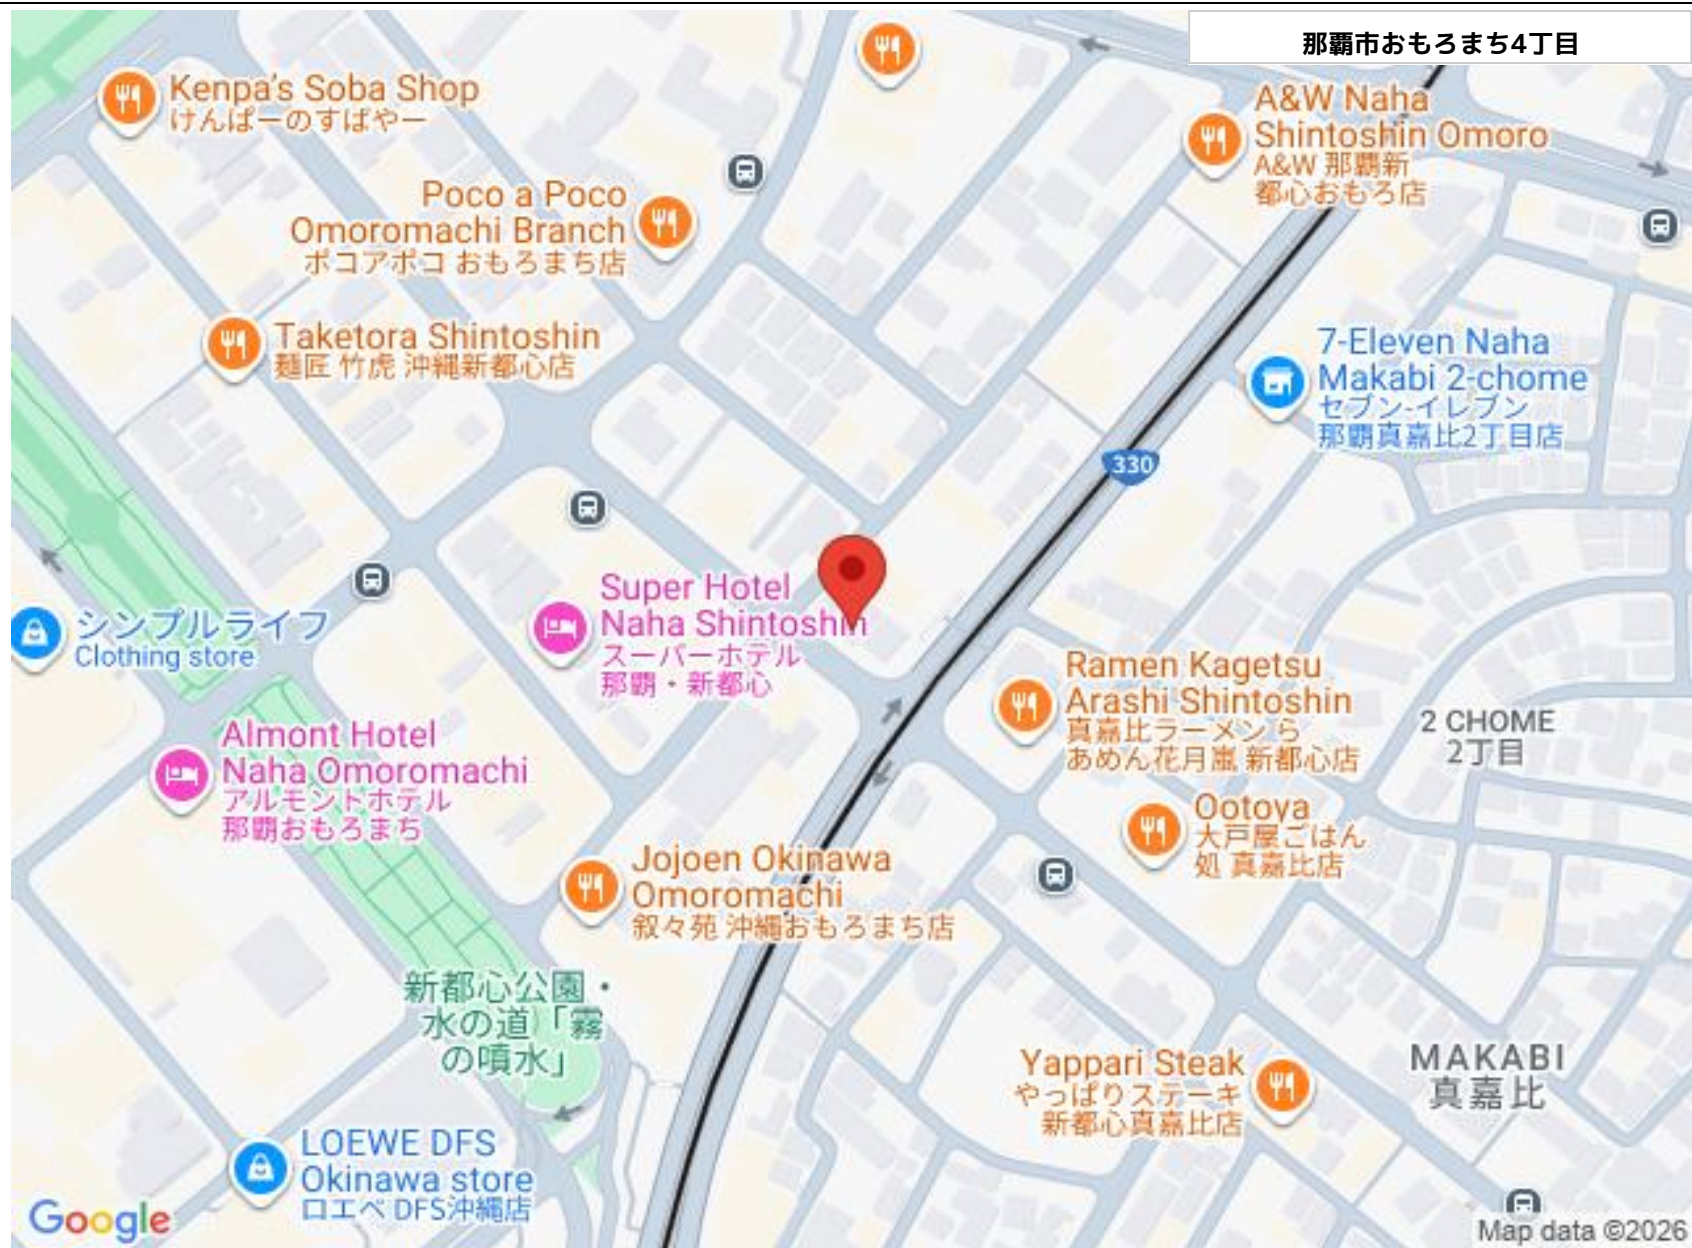 那覇市おもろまち4丁目
Kenpa's Soba Shop
けんぱーのすばやー
A&W Naha
Shintoshin Omoro
A&W 那覇新
都心おもろ店
Poco a Poco
Omoromachi Branch
ポコアポコ おもろまち店
Taketora Shintoshin
麺匠 竹虎 沖縄新都心店
7-Eleven Naha
Makabi 2-chome
セブン-イレブン
那覇真嘉比2丁目店
330
Super Hotel
Naha Shintoshin
スーパーホテル
那覇・新都心
シンプルライフ
Clothing store
Ramen Kagetsu
Arashi Shintoshin
真嘉比ラーメン ら
あめん花月嵐 新都心店
2 CHOME
2丁目
Almont Hotel
Naha Omoromachi
アルモントホテル
那覇おもろまち
Ootoya
大戸屋ごはん
処 真嘉比店
Jojoen Okinawa
Omoromachi
叙々苑 沖縄おもろまち店
新都心公園・
水の道「霧
の噴水」
Yappari Steak
やっぱりステーキ
新都心真嘉比店
MAKABI
真嘉比
LOEWE DFS
Okinawa store
ロエベ DFS沖縄店
Google
Map data ©2026